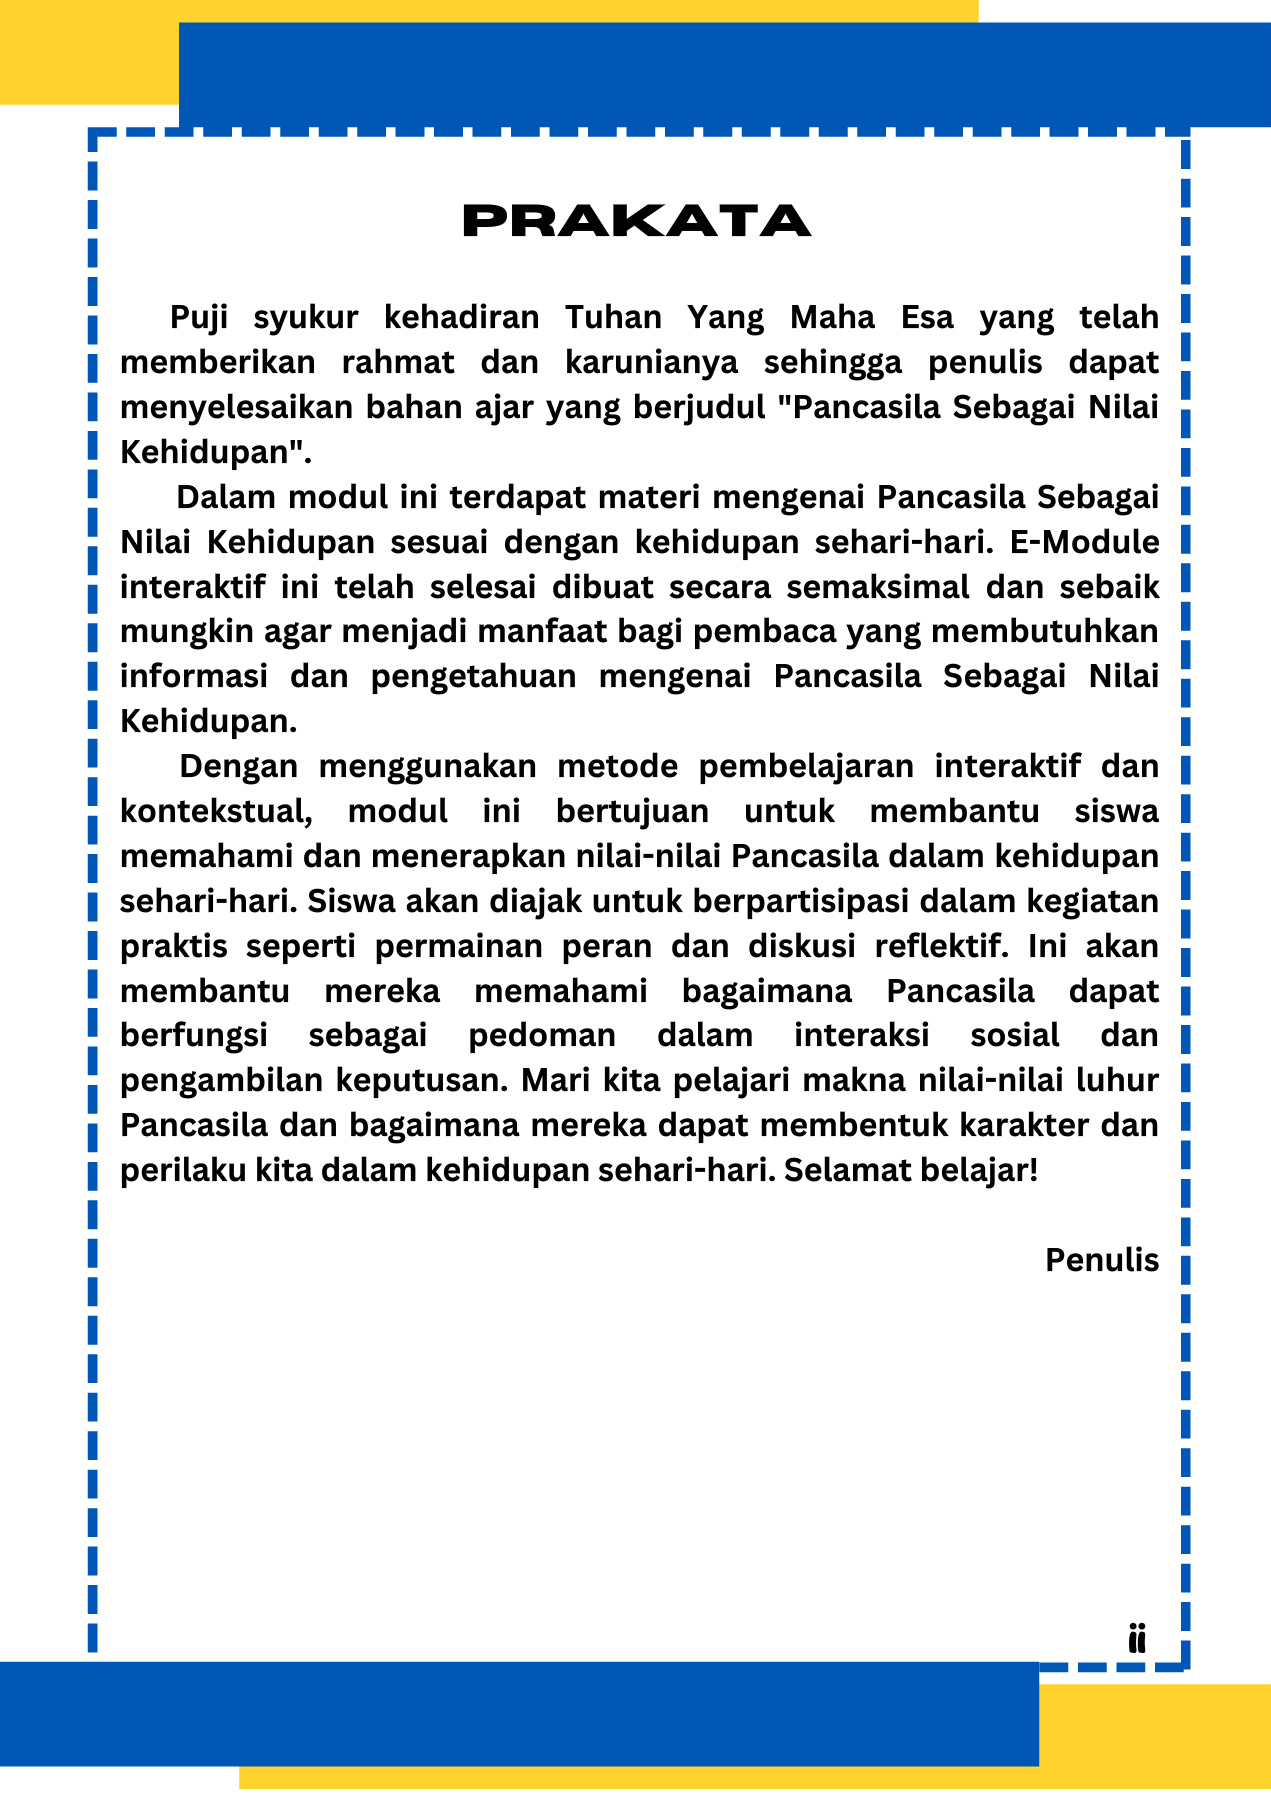 PRAKATA
Puji syukur kehadiran Tuhan Yang Maha Esa yang telah
memberikan rahmat dan karunianya sehingga penulis dapat
menyelesaikan bahan ajar yang berjudul "Pancasila Sebagai Nilai
Kehidupan".
Dalam modul ini terdapat materi mengenai Pancasila Sebagai
Nilai Kehidupan sesuai dengan kehidupan sehari-hari. E-Module
interaktif ini telah selesai dibuat secara semaksimal dan sebaik
mungkin agar menjadi manfaat bagi pembaca yang membutuhkan
informasi dan pengetahuan mengenai Pancasila Sebagai Nilai
Kehidupan.
Dengan menggunakan metode pembelajaran interaktif dan
kontekstual, modul ini bertujuan untuk membantu siswa
memahami dan menerapkan nilai-nilai Pancasila dalam kehidupan
sehari-hari. Siswa akan diajak untuk berpartisipasi dalam kegiatan
praktis seperti permainan peran dan diskusi reflektif. Ini akan
membantu mereka memahami bagaimana Pancasila dapat
berfungsi sebagai pedoman dalam interaksi sosial dan
pengambilan keputusan. Mari kita pelajari makna nilai-nilai luhur
Pancasila dan bagaimana mereka dapat membentuk karakter dan
perilaku kita dalam kehidupan sehari-hari. Selamat belajar!
Penulis
ii